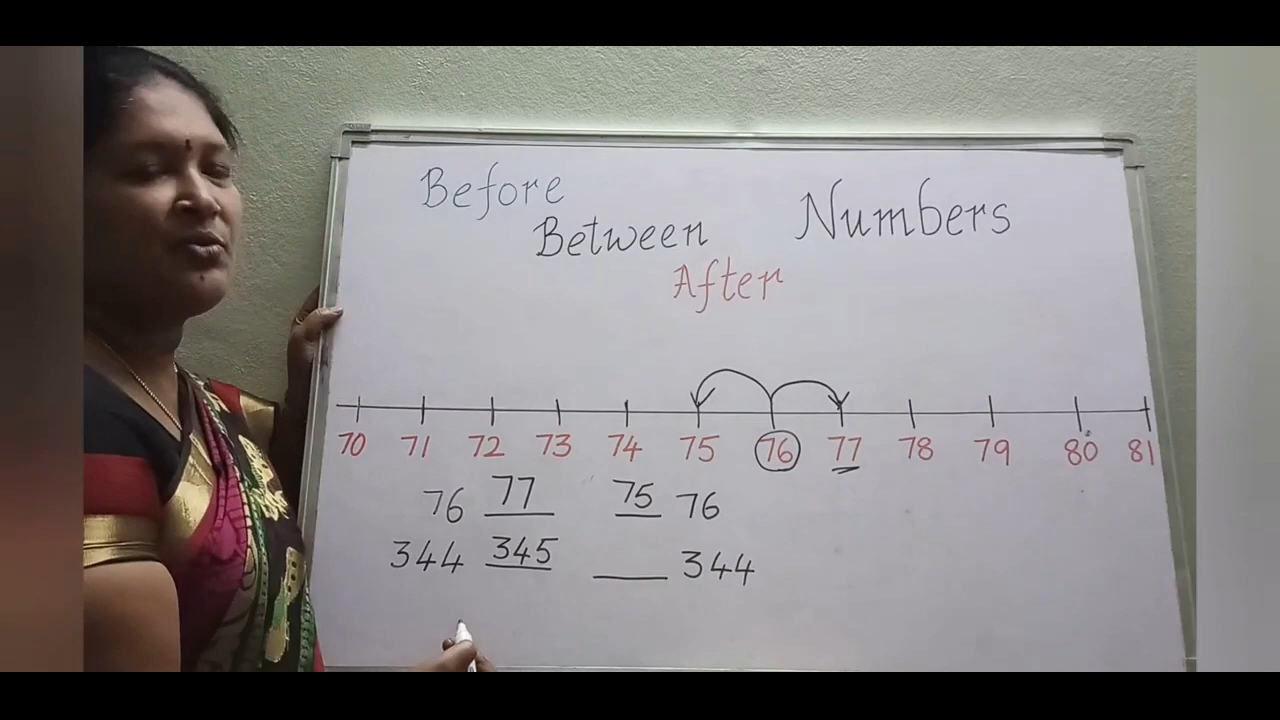 Before
Between Numbers
After
70 71 72 73 74 75 76 77 78 79 80 81
76 77 75 76
344 345 ___ 344